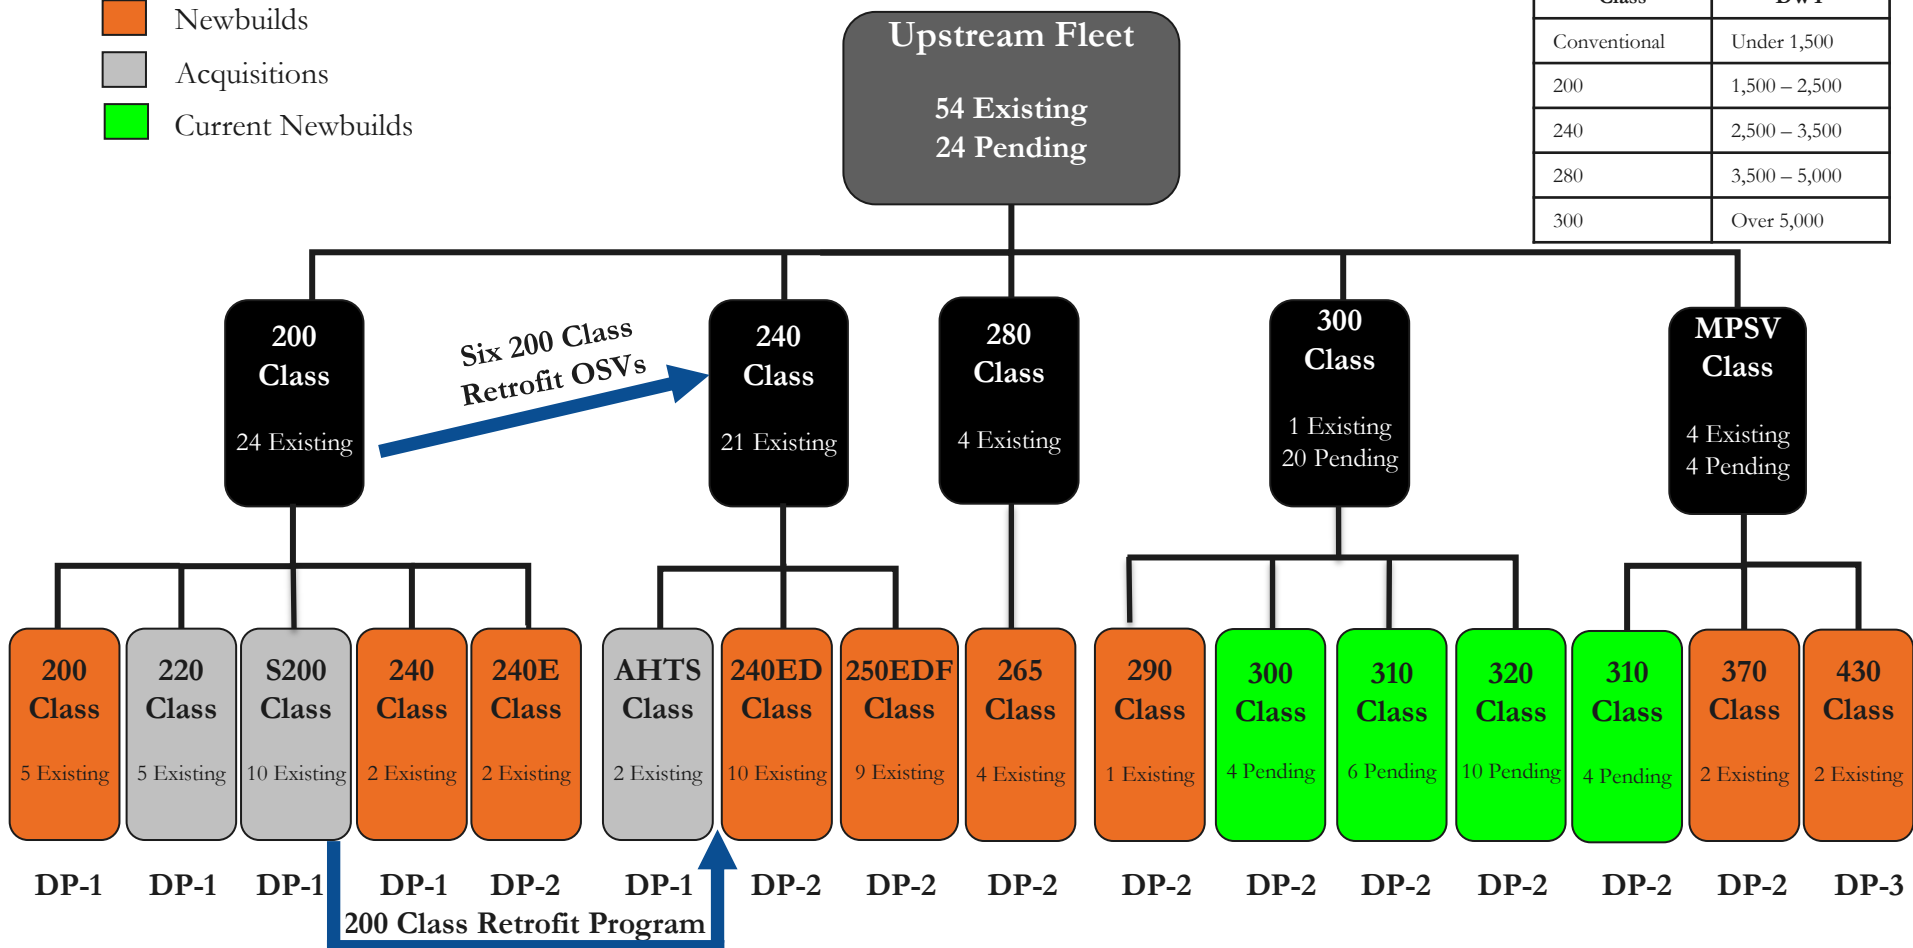 Newbuilds
Acquisitions
Current Newbuilds
Upstream Fleet
54 Existing
24 Pending
Class DWT
Conventional Under 1,500
200 1,500 – 2,500
240 2,500 – 3,500
280 3,500 – 5,000
300 Over 5,000
200
Class
24 Existing
Six 200 Class
Retrofit OSVs
240
Class
21 Existing
280
Class
4 Existing
300
Class
1 Existing
20 Pending
MPSV
Class
4 Existing
4 Pending
200
Class
5 Existing
220
Class
5 Existing
S200
Class
10 Existing
240
Class
2 Existing
240E
Class
2 Existing
AHTS
Class
2 Existing
240ED
Class
10 Existing
250EDF
Class
9 Existing
265
Class
4 Existing
290
Class
1 Existing
300
Class
4 Pending
310
Class
6 Pending
320
Class
10 Pending
310
Class
4 Pending
370
Class
2 Existing
430
Class
2 Existing
DP-1 DP-1 DP-1 DP-1 DP-2 DP-1 DP-2 DP-2 DP-2 DP-2 DP-2 DP-2 DP-2 DP-2 DP-2 DP-3
200 Class Retrofit Program